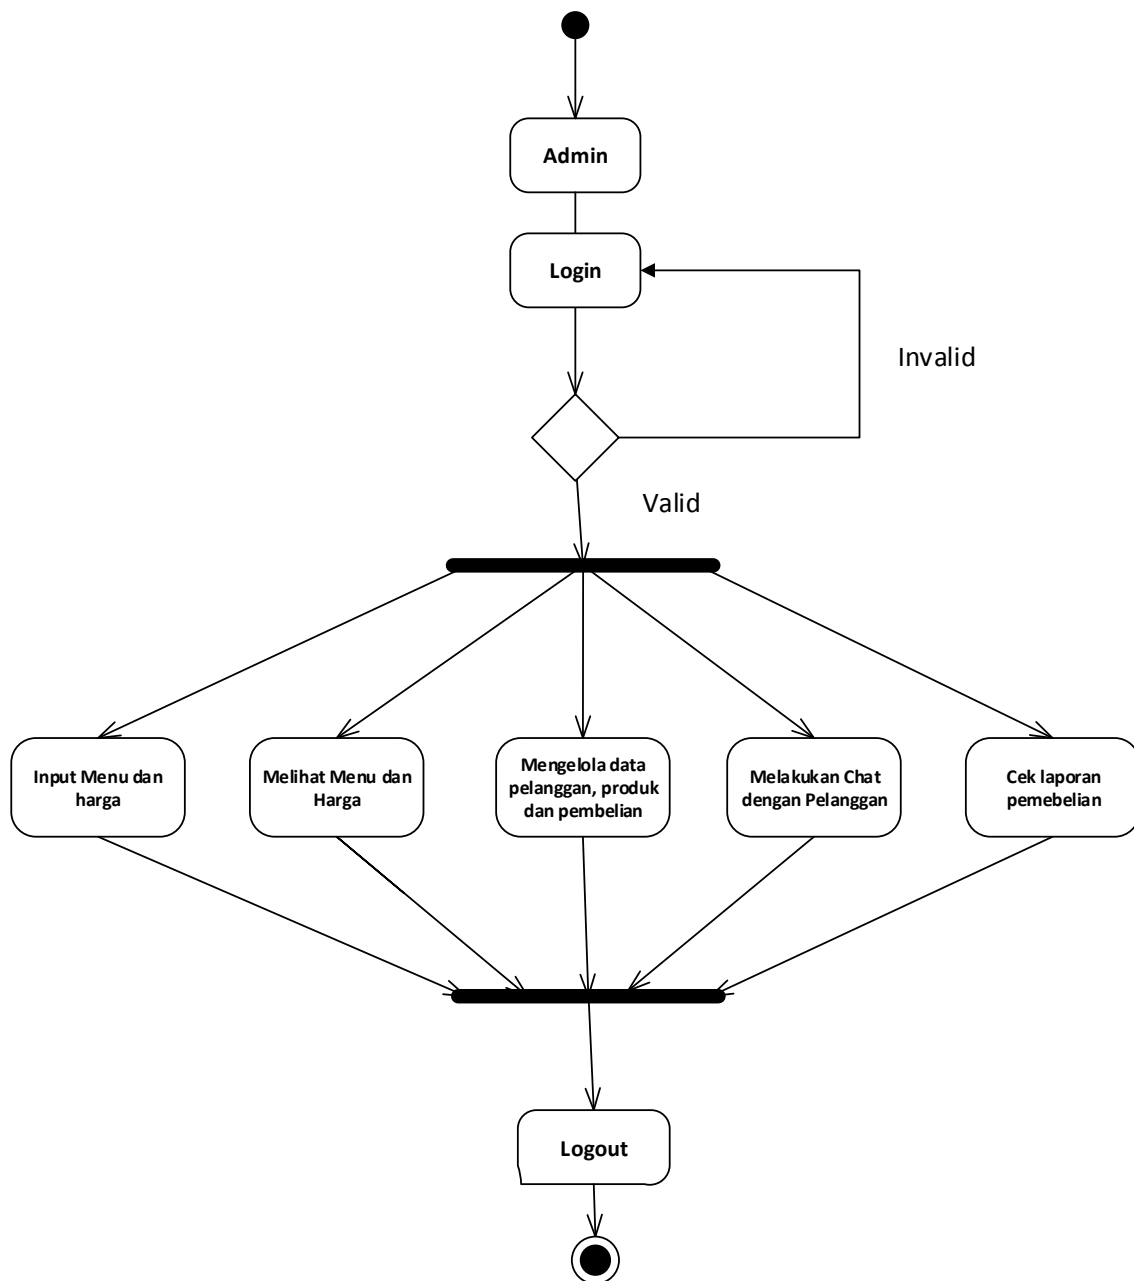 Admin
Login
Invalid
Valid
Input Menu dan
harga
Melihat Menu dan
Harga
Mengelola data
pelanggan, produk
dan pembelian
Melakukan Chat
dengan Pelanggan
Cek laporan
pemebelian
Logout